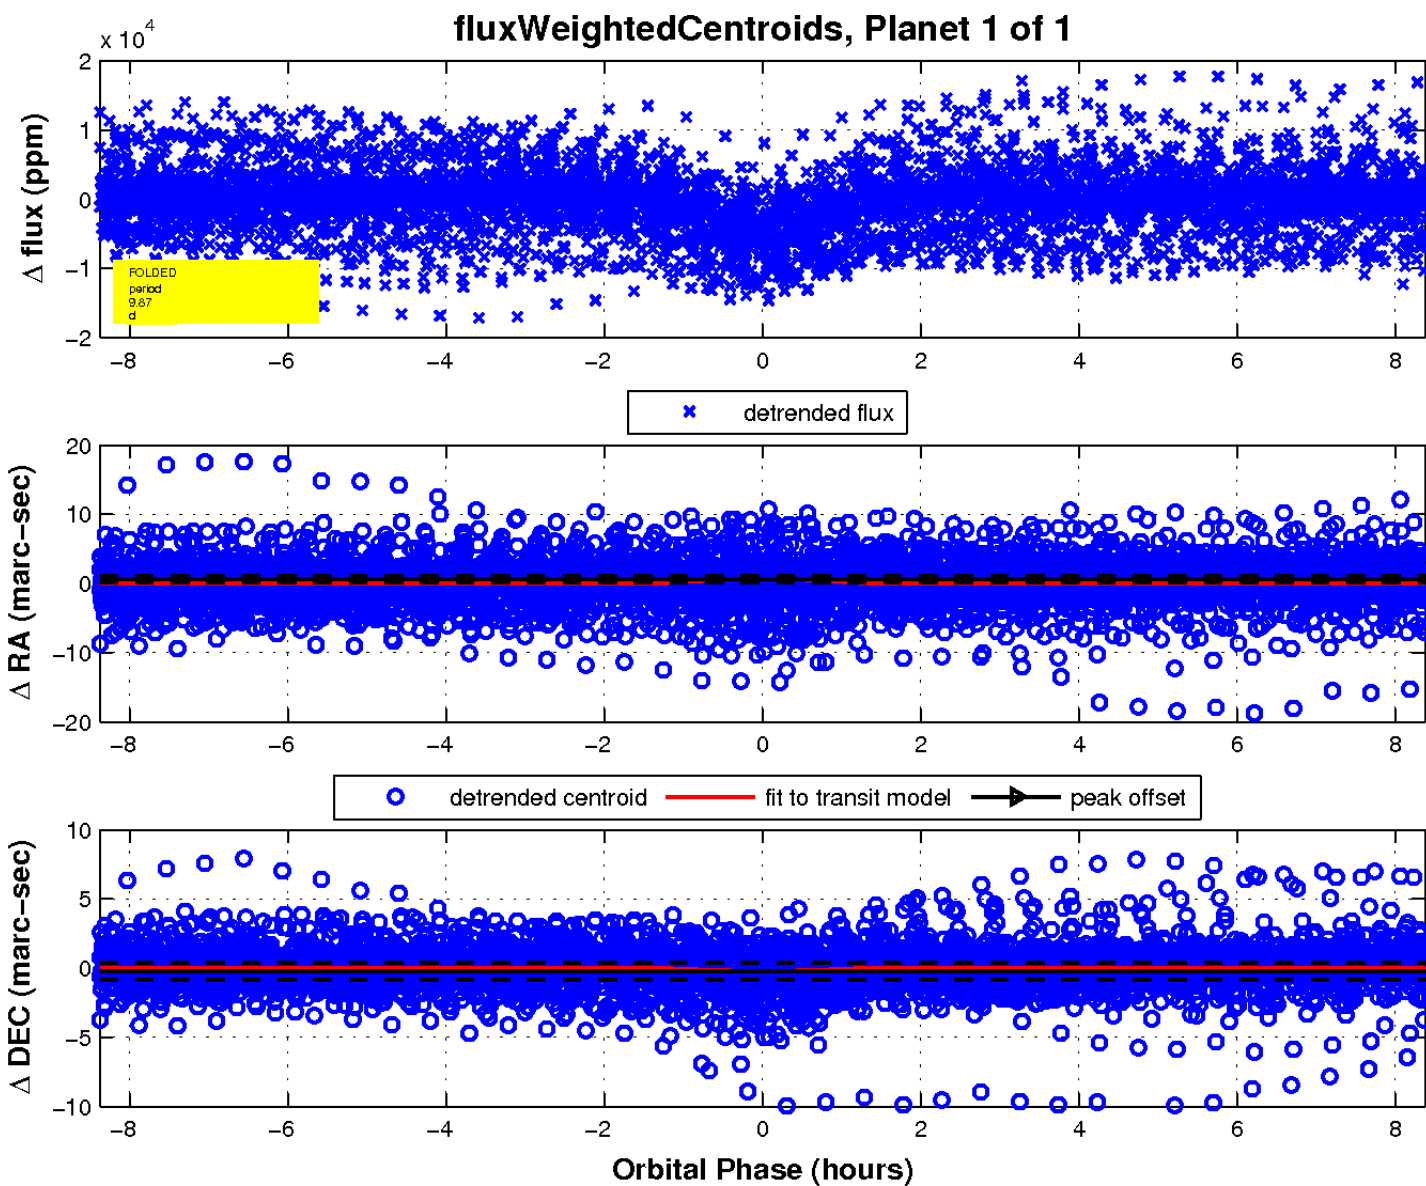 fluxWeightedCentroids, Planet 1 of 1
x 10^4
Δ flux (ppm)
2
1
0
−1
−2
FOLDED
period
9.87
d
−8 −6 −4 −2 0 2 4 6 8
detrended flux
Δ RA (marc−sec)
20
10
0
−10
−20
−8 −6 −4 −2 0 2 4 6 8
detrended centroid fit to transit model peak offset
Δ DEC (marc−sec)
10
5
0
−5
−10
−8 −6 −4 −2 0 2 4 6 8
Orbital Phase (hours)